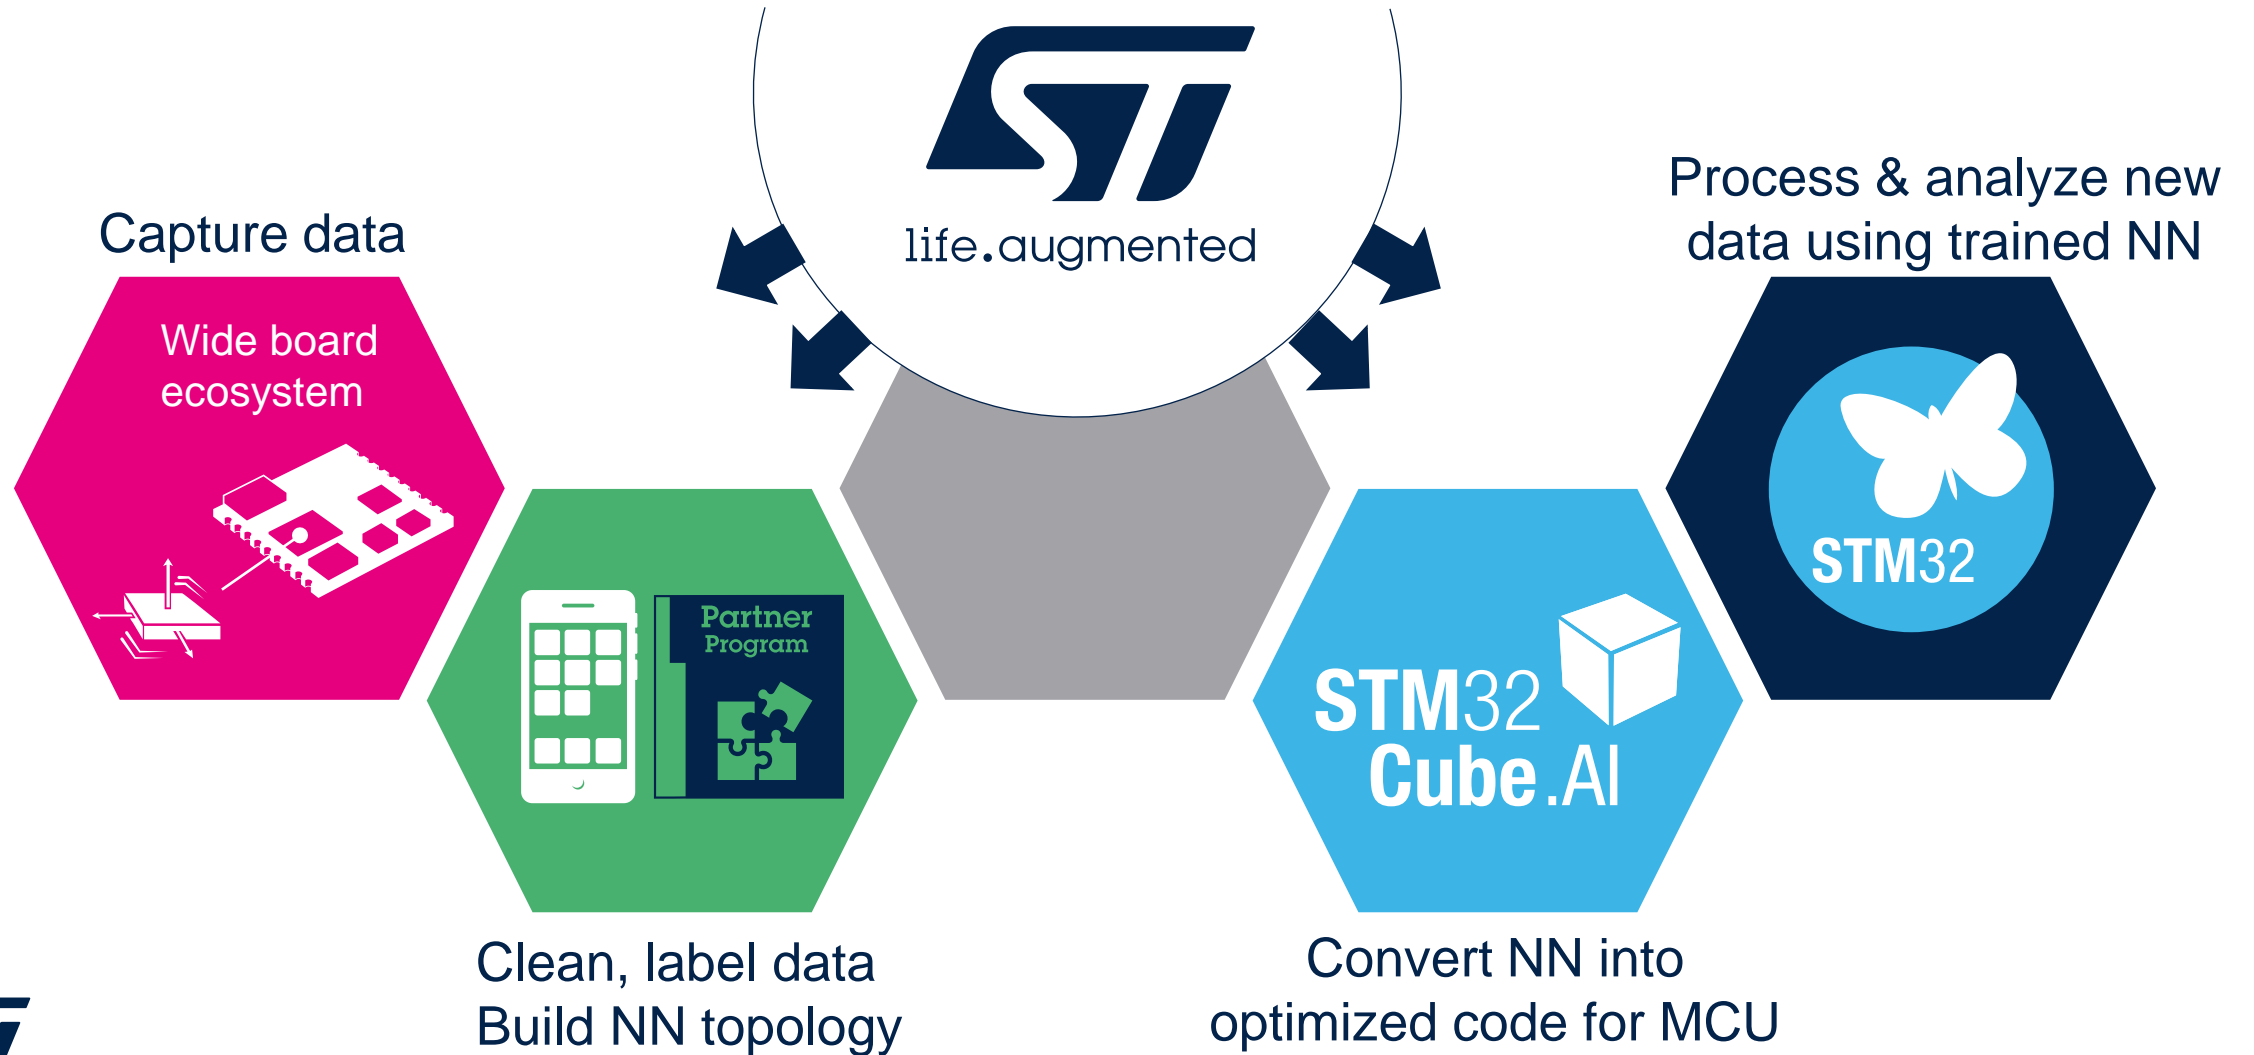 ST
life.augmented
Capture data
Wide board
ecosystem
Partner
Program
Clean, label data
Build NN topology
STM32
Cube.AI
Convert NN into
optimized code for MCU
Process & analyze new
data using trained NN
STM32